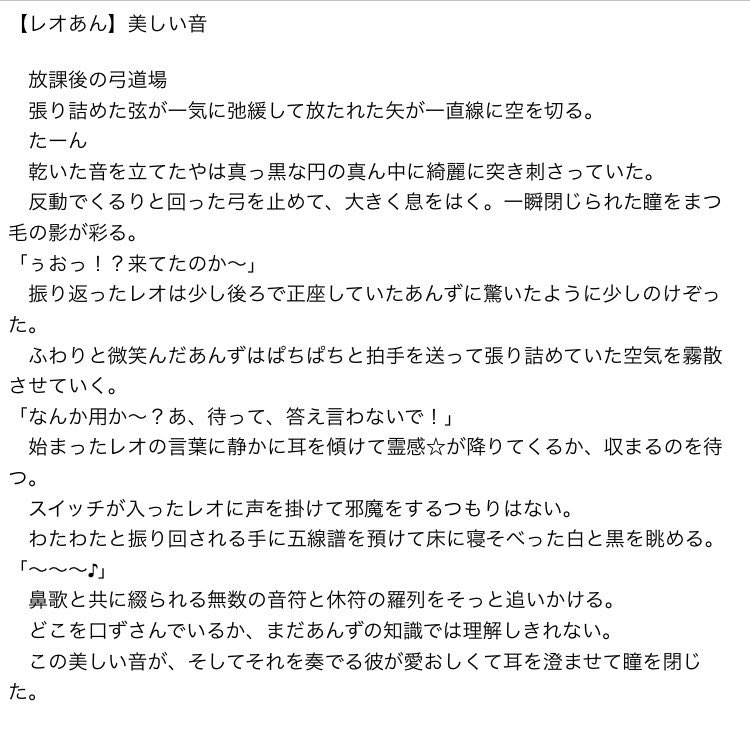 【レオあん】美しい音
　放課後の弓道場
　張り詰めた弦が一気に弛緩して放たれた矢が一直線に空を切る。
　たーん
　乾いた音を立てたやは真っ黒な円の真ん中に綺麗に突き刺さっていた。
　反動でくるりと回った弓を止めて、大きく息をはく。一瞬閉じられた瞳をまつ
毛の影が彩る。
「ぅおっ！？来てたのか〜」
　振り返ったレオは少し後ろで正座していたあんずに驚いたように少しのけぞっ
た。
　ふわりと微笑んだあんずはぱちぱちと拍手を送って張り詰めていた空気を霧散
させていく。
「なんか用か〜？あ、待って、答え言わないで！」
　始まったレオの言葉に静かに耳を傾けて霊感☆が降りてくるか、収まるのを待
つ。
　スイッチが入ったレオに声を掛けて邪魔をするつもりはない。
　わたわたと振り回される手に五線譜を預けて床に寝そべった白と黒を眺める。
「〜〜〜♪」
　鼻歌と共に綴られる無数の音符と休符の羅列をそっと追いかける。
　どこを口ずさんでいるか、まだあんずの知識では理解しきれない。
　この美しい音が、そしてそれを奏でる彼が愛おしくて耳を澄ませて瞳を閉じ
た。